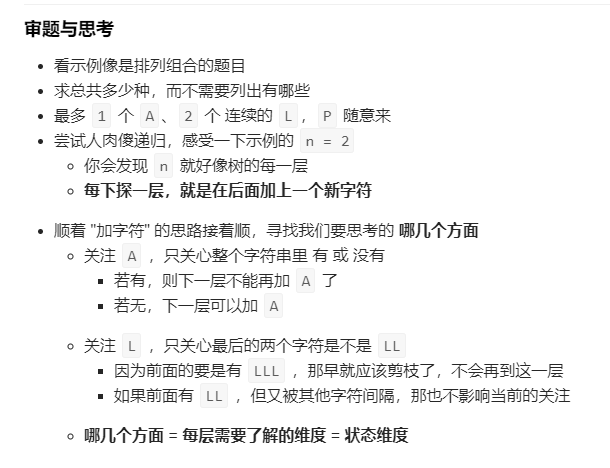 审题与思考
看示例像是排列组合的题目
求总共多少种，而不需要列出有哪些
最多 1 个 A、2 个 连续的 L，P 随意来
尝试人肉傻递归，感受一下示例的 n = 2
你会发现 n 就好像树的每一层
每下探一层，就是在后面加上一个新字符
顺着 "加字符" 的思路接着顺，寻找我们要思考的 哪几个方面
关注 A ，只关心整个字符串里 有 或 没有
若有，则下一层不能再加 A 了
若无，下一层可以加 A
关注 L ，只关心最后的两个字符是不是 LL
因为前面的要是有 LLL ，那早就应该剪枝了，不会再到这一层
如果前面有 LL ，但又被其他字符间隔，那也不影响当前的关注
哪几个方面 = 每层需要了解的维度 = 状态维度